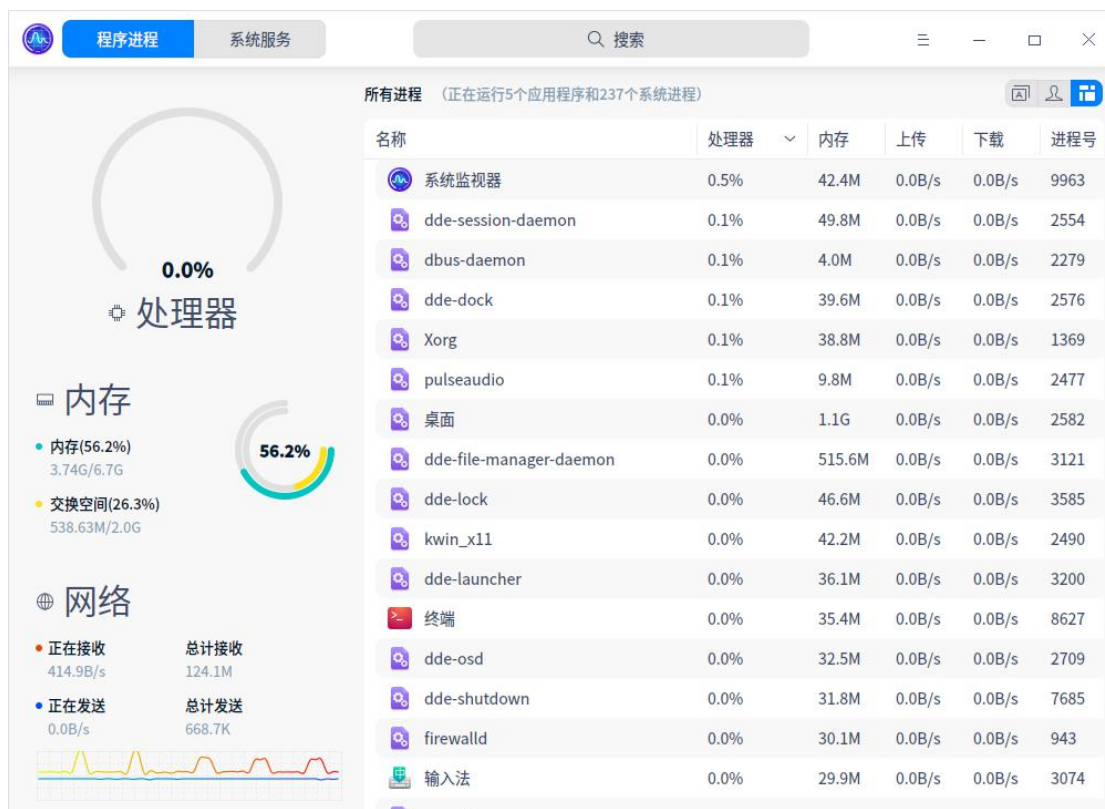 程序进程 系统服务 搜索
所有进程 (正在运行5个应用程序和237个系统进程)
名称 处理器 内存 上传 下载 进程号
系统监视器 0.5% 42.4M 0.0B/s 0.0B/s 9963
dde-session-daemon 0.1% 49.8M 0.0B/s 0.0B/s 2554
dbus-daemon 0.1% 4.0M 0.0B/s 0.0B/s 2279
dde-dock 0.1% 39.6M 0.0B/s 0.0B/s 2576
Xorg 0.1% 38.8M 0.0B/s 0.0B/s 1369
pulseaudio 0.1% 9.8M 0.0B/s 0.0B/s 2477
桌面 0.0% 1.1G 0.0B/s 0.0B/s 2582
dde-file-manager-daemon 0.0% 515.6M 0.0B/s 0.0B/s 3121
dde-lock 0.0% 46.6M 0.0B/s 0.0B/s 3585
kwin_x11 0.0% 42.2M 0.0B/s 0.0B/s 2490
dde-launcher 0.0% 36.1M 0.0B/s 0.0B/s 3200
终端 0.0% 35.4M 0.0B/s 0.0B/s 8627
dde-osd 0.0% 32.5M 0.0B/s 0.0B/s 2709
dde-shutdown 0.0% 31.8M 0.0B/s 0.0B/s 7685
firewalld 0.0% 30.1M 0.0B/s 0.0B/s 943
输入法 0.0% 29.9M 0.0B/s 0.0B/s 3074
0.0%
处理器
内存
内存(56.2%)
3.74G/6.7G
56.2%
交换空间(26.3%)
538.63M/2.0G
网络
正在接收 总计接收
414.9B/s 124.1M
正在发送 总计发送
0.0B/s 668.7K